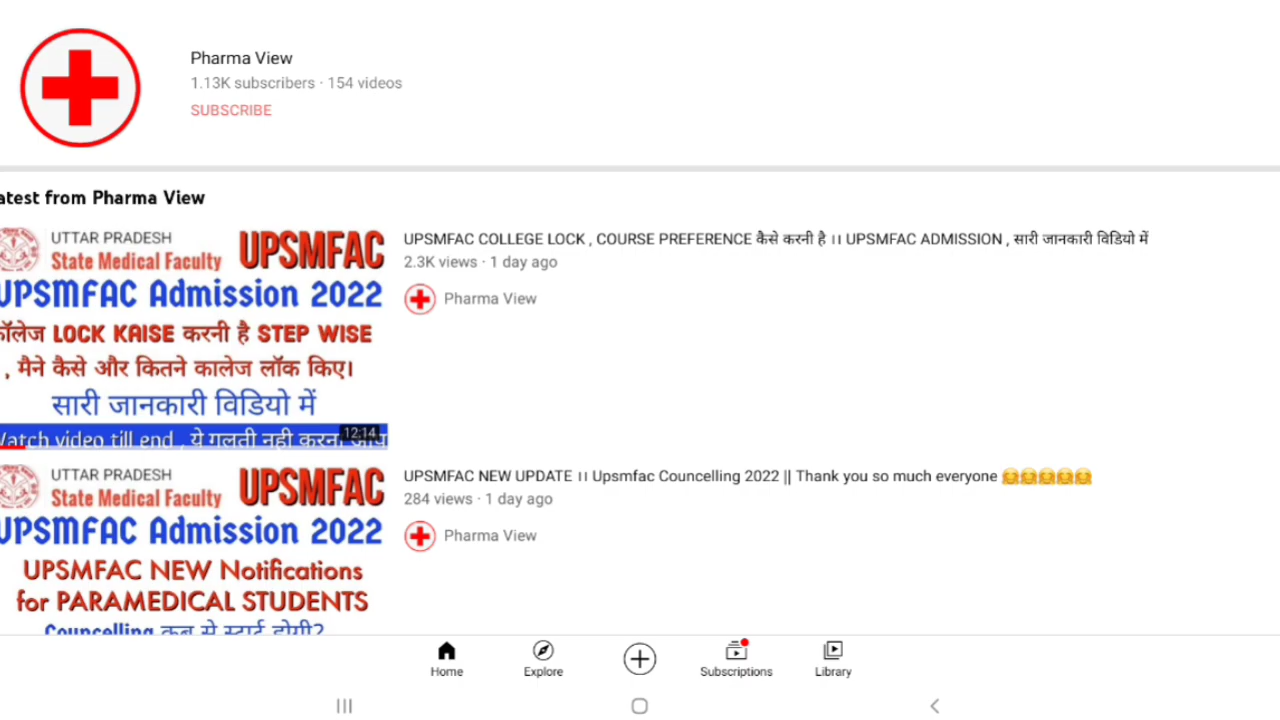 Pharma View
1.13K subscribers · 154 videos
SUBSCRIBE
atest from Pharma View
UTTAR PRADESH
State Medical Faculty
UPSMFAC
UPSMFAC Admission 2022
कॉलेज LOCK KAISE करनी है STEP WISE
, मैने कैसे और कितने कालेज लॉक किए।
सारी जानकारी विडियो में
Watch video till end , ये गलती नही करना आप
12:14
UPSMFAC COLLEGE LOCK , COURSE PREFERENCE कैसे करनी है ।। UPSMFAC ADMISSION , सारी जानकारी विडियो में
2.3K views · 1 day ago
Pharma View
UTTAR PRADESH
State Medical Faculty
UPSMFAC
UPSMFAC Admission 2022
UPSMFAC NEW Notifications
for PARAMEDICAL STUDENTS
Councelling कब से स्टार्ट होगी?
UPSMFAC NEW UPDATE ।। Upsmfac Councelling 2022 || Thank you so much everyone 🤗🤗🤗🤗🤗
284 views · 1 day ago
Pharma View
Home
Explore
Subscriptions
Library